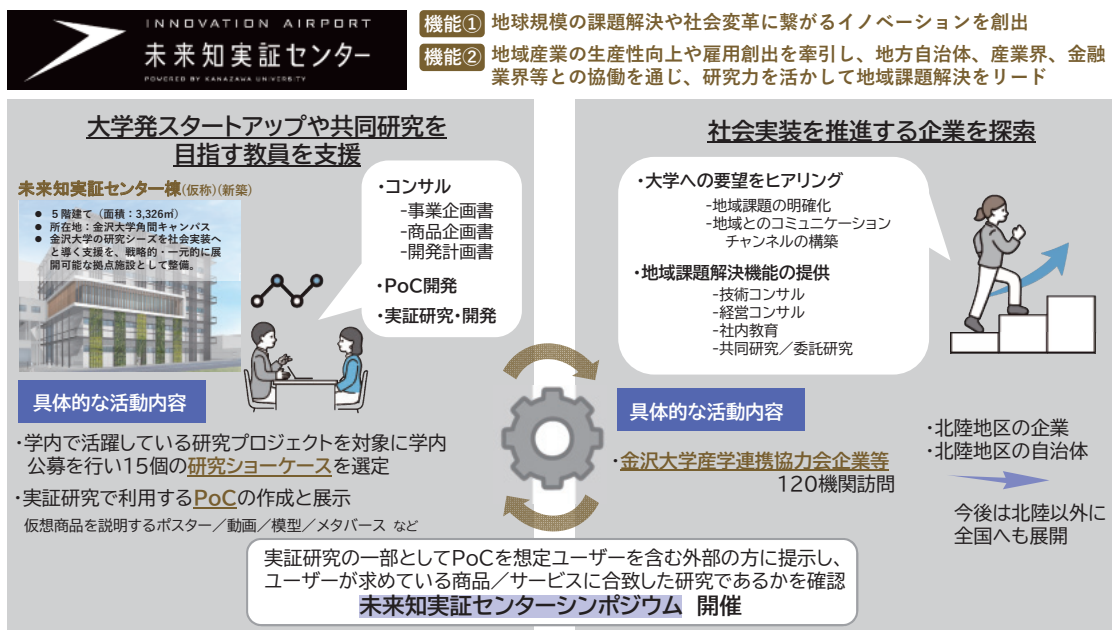 INNOVATION AIRPORT
未来知実証センター
POWERED BY KANAZAWA UNIVERSITY
機能① 地球規模の課題解決や社会変革に繋がるイノベーションを創出
機能② 地域産業の生産性向上や雇用創出を牽引し、地方自治体、産業界、金融
業界等との協働を通じ、研究力を活かして地域課題解決をリード
大学発スタートアップや共同研究を
目指す教員を支援
未来知実証センター棟(仮称)(新築)
● 5階建て（面積：3,326㎡）
● 所在地：金沢大学角間キャンパス
● 金沢大学の研究シーズを社会実装へ
と導く支援を、戦略的・一元的に展
開可能な拠点施設として整備。
・コンサル
-事業企画書
-商品企画書
-開発計画書
・PoC開発
・実証研究・開発
具体的な活動内容
・学内で活躍している研究プロジェクトを対象に学内
公募を行い15個の研究ショーケースを選定
・実証研究で利用するPoCの作成と展示
仮想商品を説明するポスター／動画／模型／メタバース など
社会実装を推進する企業を探索
・大学への要望をヒアリング
-地域課題の明確化
-地域とのコミュニケーション
チャンネルの構築
・地域課題解決機能の提供
-技術コンサル
-経営コンサル
-社内教育
-共同研究／委託研究
具体的な活動内容
・金沢大学産学連携協力会企業等
120機関訪問
・北陸地区の企業
・北陸地区の自治体
今後は北陸以外に
全国へも展開
実証研究の一部としてPoCを想定ユーザーを含む外部の方に提示し、
ユーザーが求めている商品／サービスに合致した研究であるかを確認
未来知実証センターシンポジウム 開催